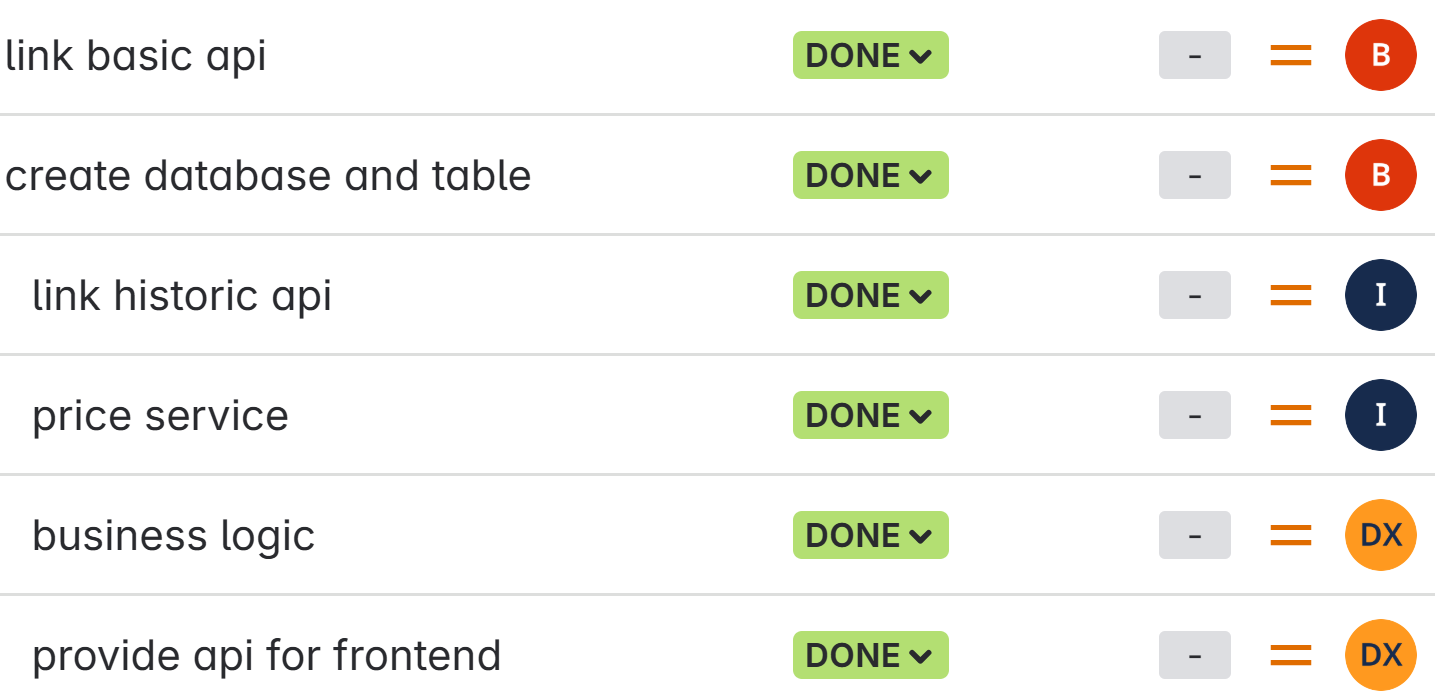 link basic api DONE - B
create database and table DONE - B
link historic api DONE - I
price service DONE - I
business logic DONE - DX
provide api for frontend DONE - DX